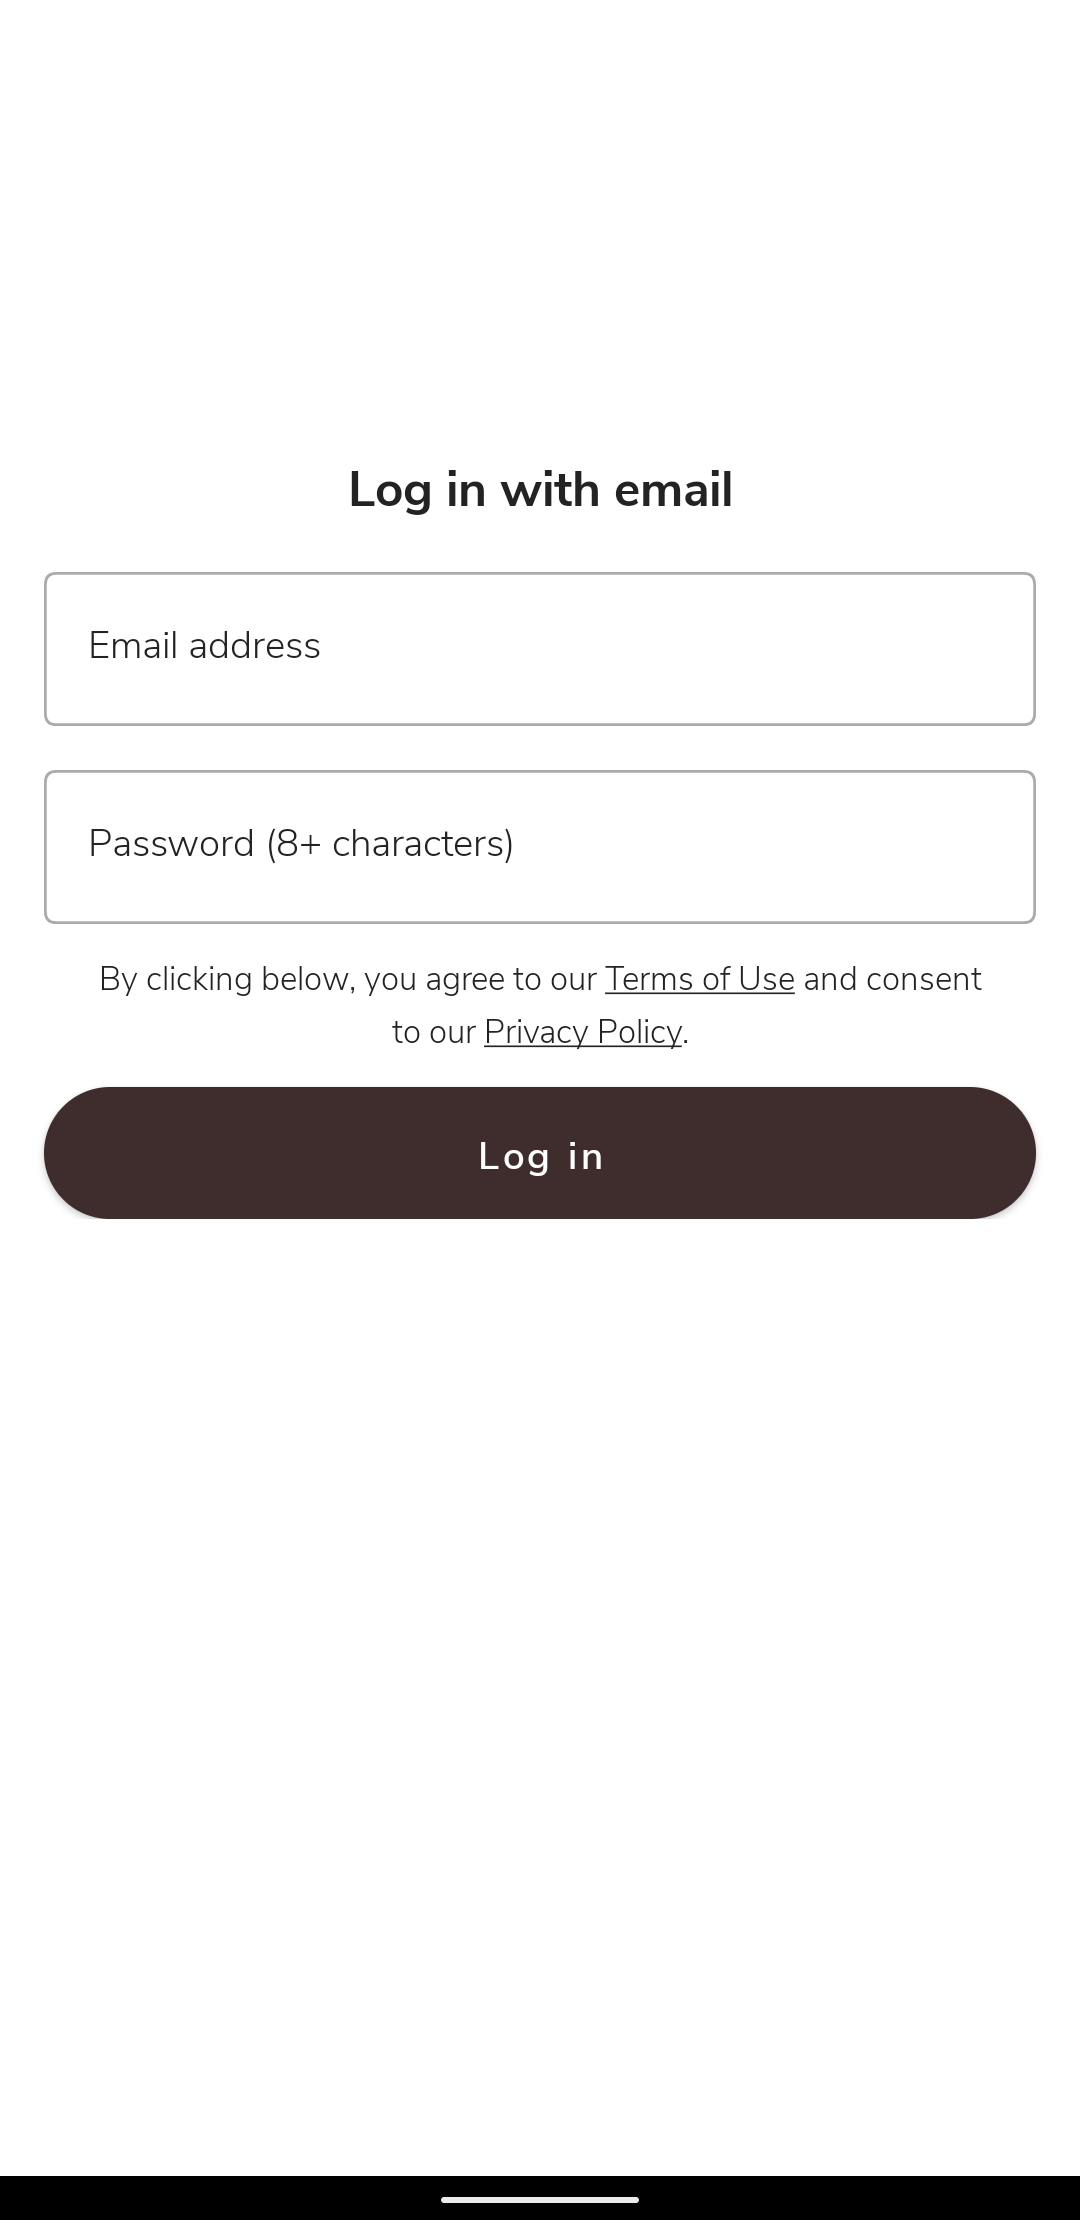 Log in with email
Email address
Password (8+ characters)
By clicking below, you agree to our Terms of Use and consent
to our Privacy Policy.
Log in